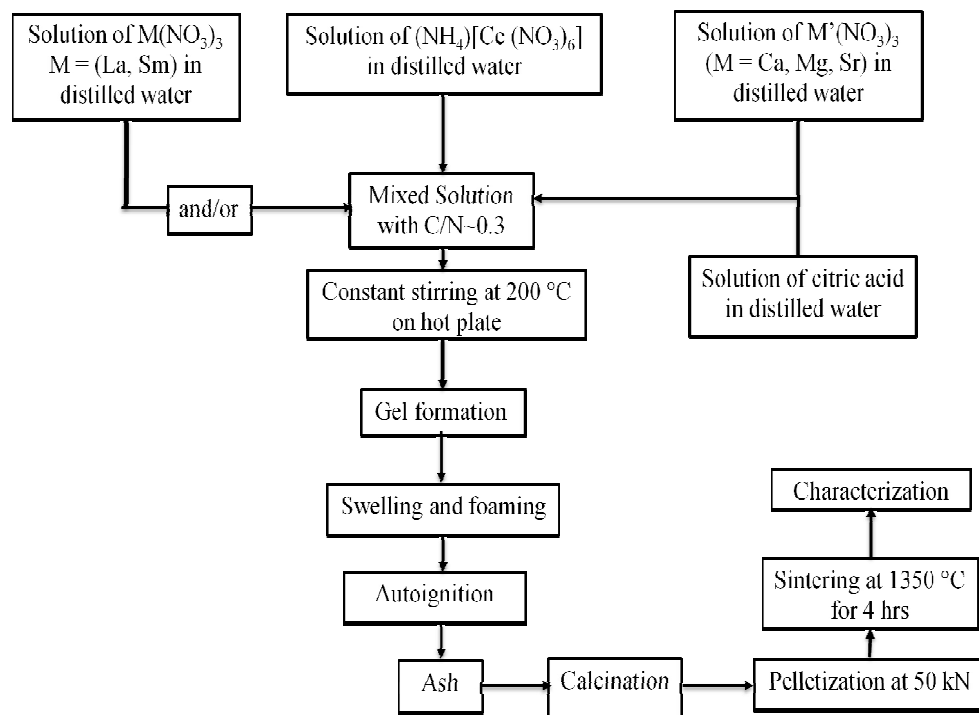 Solution of M(NO₃)₃
M = (La, Sm) in
distilled water
Solution of (NH₄)[Cc (NO₃)₆]
in distilled water
Solution of M’(NO₃)₃
(M = Ca, Mg, Sr) in
distilled water
and/or
Mixed Solution
with C/N~0.3
Solution of citric acid
in distilled water
Constant stirring at 200 °C
on hot plate
Gel formation
Swelling and foaming
Autoignition
Ash
Calcination
Pelletization at 50 kN
Sintering at 1350 °C
for 4 hrs
Characterization